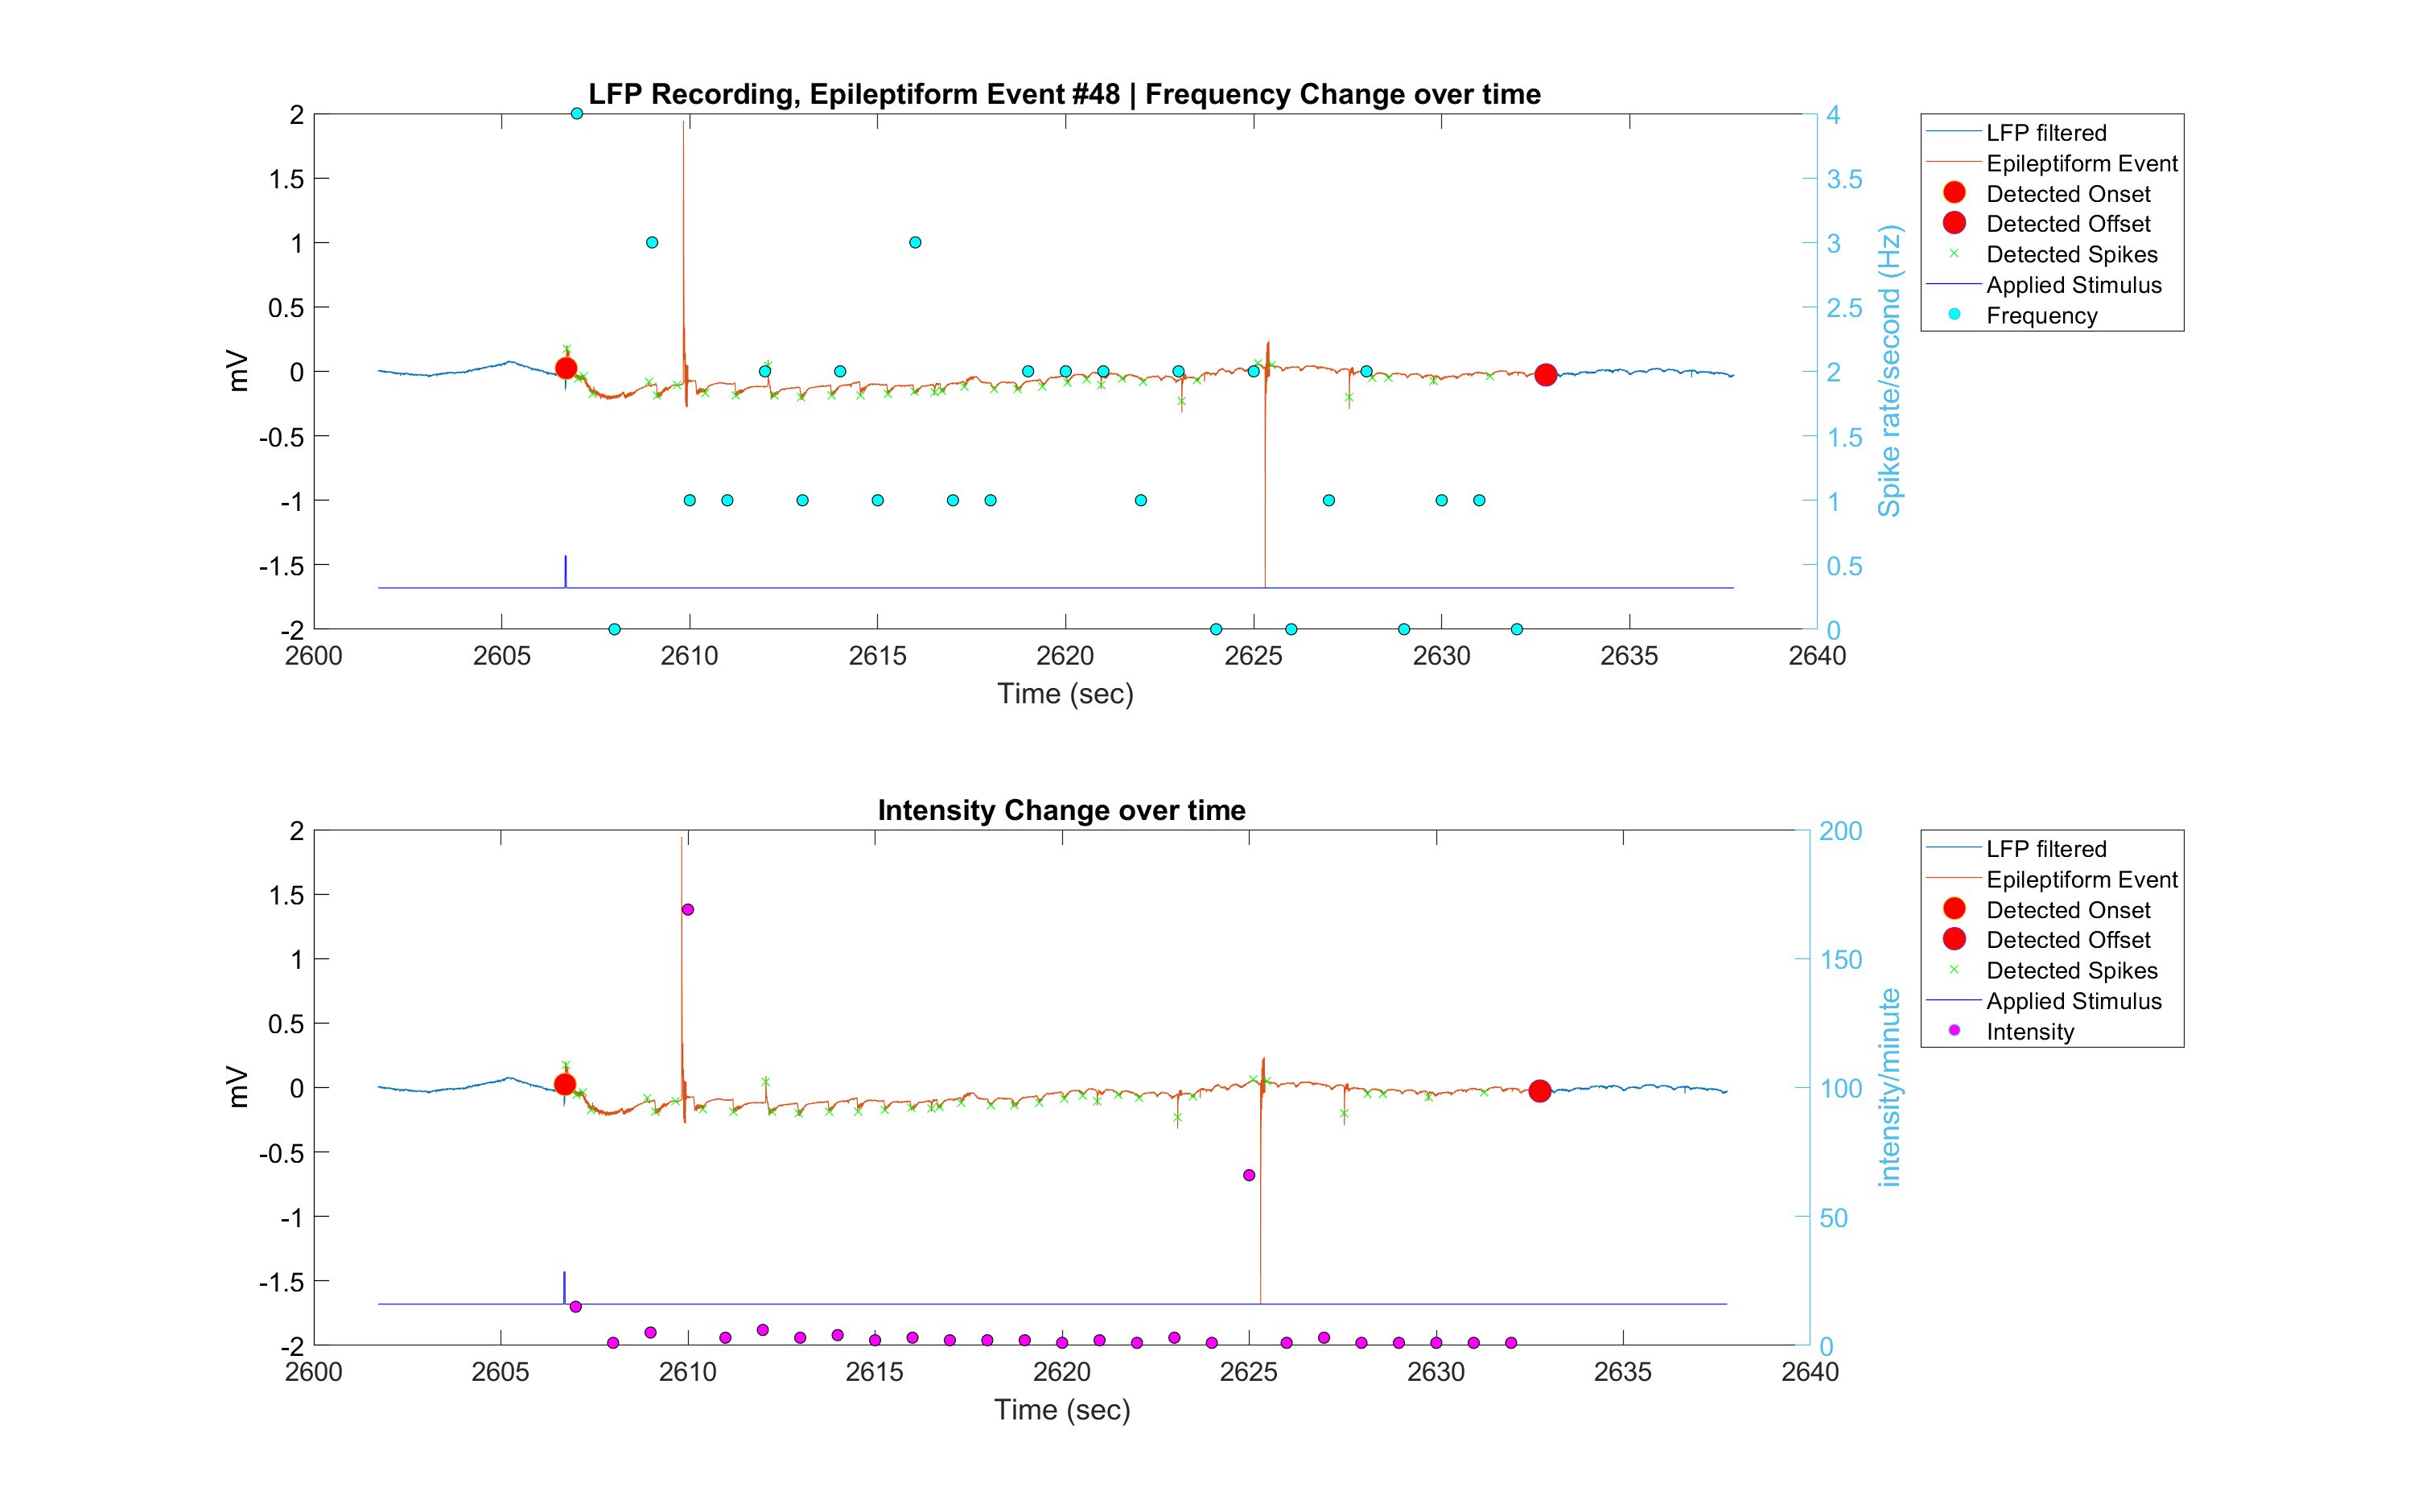 LFP Recording, Epileptiform Event #48 | Frequency Change over time
2
1.5
1
0.5
0
-0.5
-1
-1.5
-2
mV
4
3.5
3
2.5
2
1.5
1
0.5
0
Spike rate/second (Hz)
2600 2605 2610 2615 2620 2625 2630 2635 2640
Time (sec)
LFP filtered
Epileptiform Event
Detected Onset
Detected Offset
Detected Spikes
Applied Stimulus
Frequency
Intensity Change over time
2
1.5
1
0.5
0
-0.5
-1
-1.5
-2
mV
200
150
100
50
0
intensity/minute
2600 2605 2610 2615 2620 2625 2630 2635 2640
Time (sec)
LFP filtered
Epileptiform Event
Detected Onset
Detected Offset
Detected Spikes
Applied Stimulus
Intensity